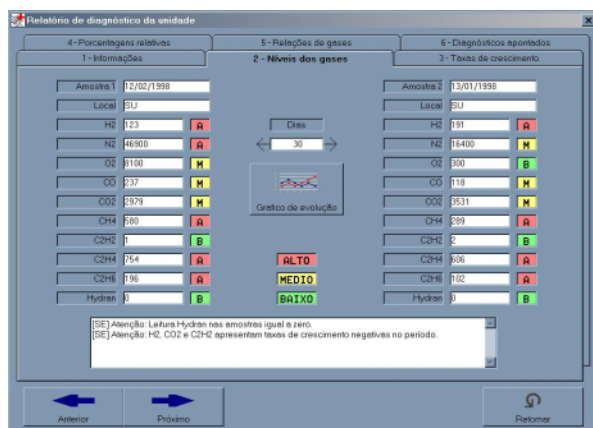 Relatório de diagnóstico da unidade
4 - Porcentagens relativas
5 - Relações de gases
6 - Diagnósticos apontados
1 - Informações
2 - Níveis dos gases
3 - Taxas de crescimento
Amostra 1 12/02/1998
Local SU
H2 123 A
N2 46900 A
O2 8100 M
CO 237 M
CO2 2979 M
CH4 580 A
C2H2 1 B
C2H4 754 A
C2H6 196 A
Hydran 0 B
Dias
30
Grafico de evolução
ALTO
MEDIO
BAIXO
Amostra 2 13/01/1998
Local SU
H2 191 A
N2 16400 M
O2 300 B
CO 118 M
CO2 3531 M
CH4 289 A
C2H2 2 B
C2H4 606 A
C2H6 102 A
Hydran 0 B
[SE] Atenção: Leitura Hydran nas amostras igual a zero.
[SE] Atenção: H2, CO2 e C2H2 apresentam taxas de crescimento negativas no período.
Anterior
Próximo
Retornar